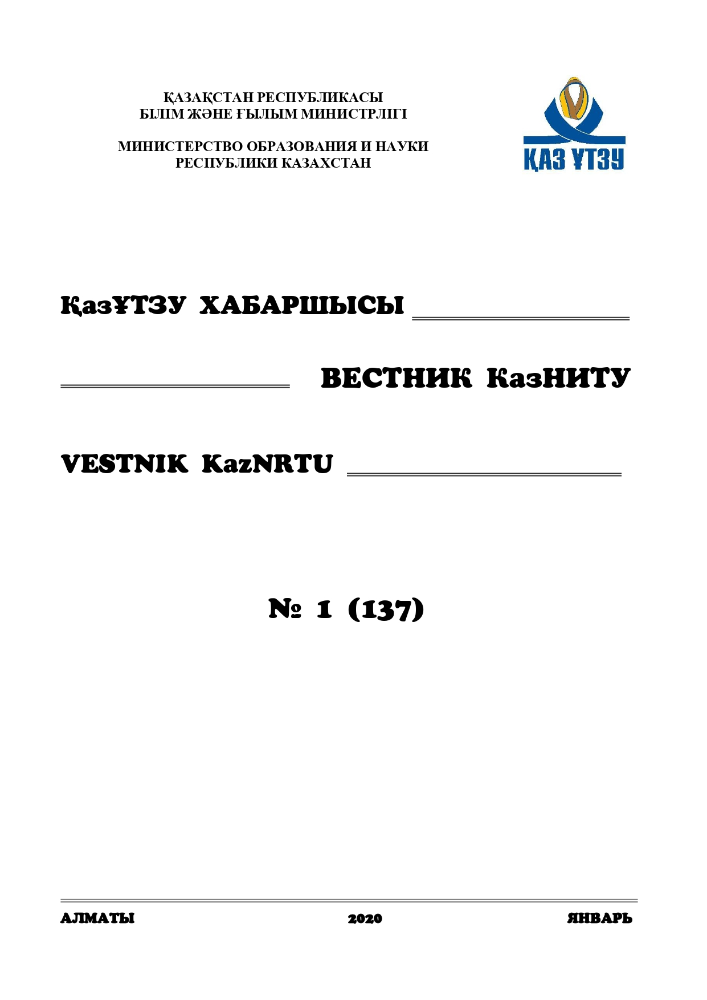 ҚАЗАҚСТАН РЕСПУБЛИКАСЫ
БІЛІМ ЖӘНЕ ҒЫЛЫМ МИНИСТРЛІГІ
МИНИСТЕРСТВО ОБРАЗОВАНИЯ И НАУКИ
РЕСПУБЛИКИ КАЗАХСТАН
ҚАЗ ҰТЗУ
ҚазҰТЗУ ХАБАРШЫСЫ
ВЕСТНИК КазНИТУ
VESTNIK KazNRTU
№ 1 (137)
АЛМАТЫ 2020 ЯНВАРЬ